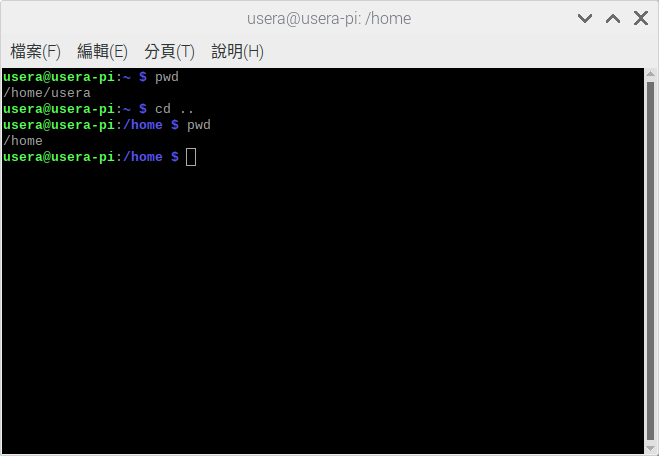 usera@usera-pi: /home
檔案(F) 編輯(E) 分頁(T) 說明(H)
usera@usera-pi:~ $ pwd
/home/usera
usera@usera-pi:~ $ cd ..
usera@usera-pi:/home $ pwd
/home
usera@usera-pi:/home $